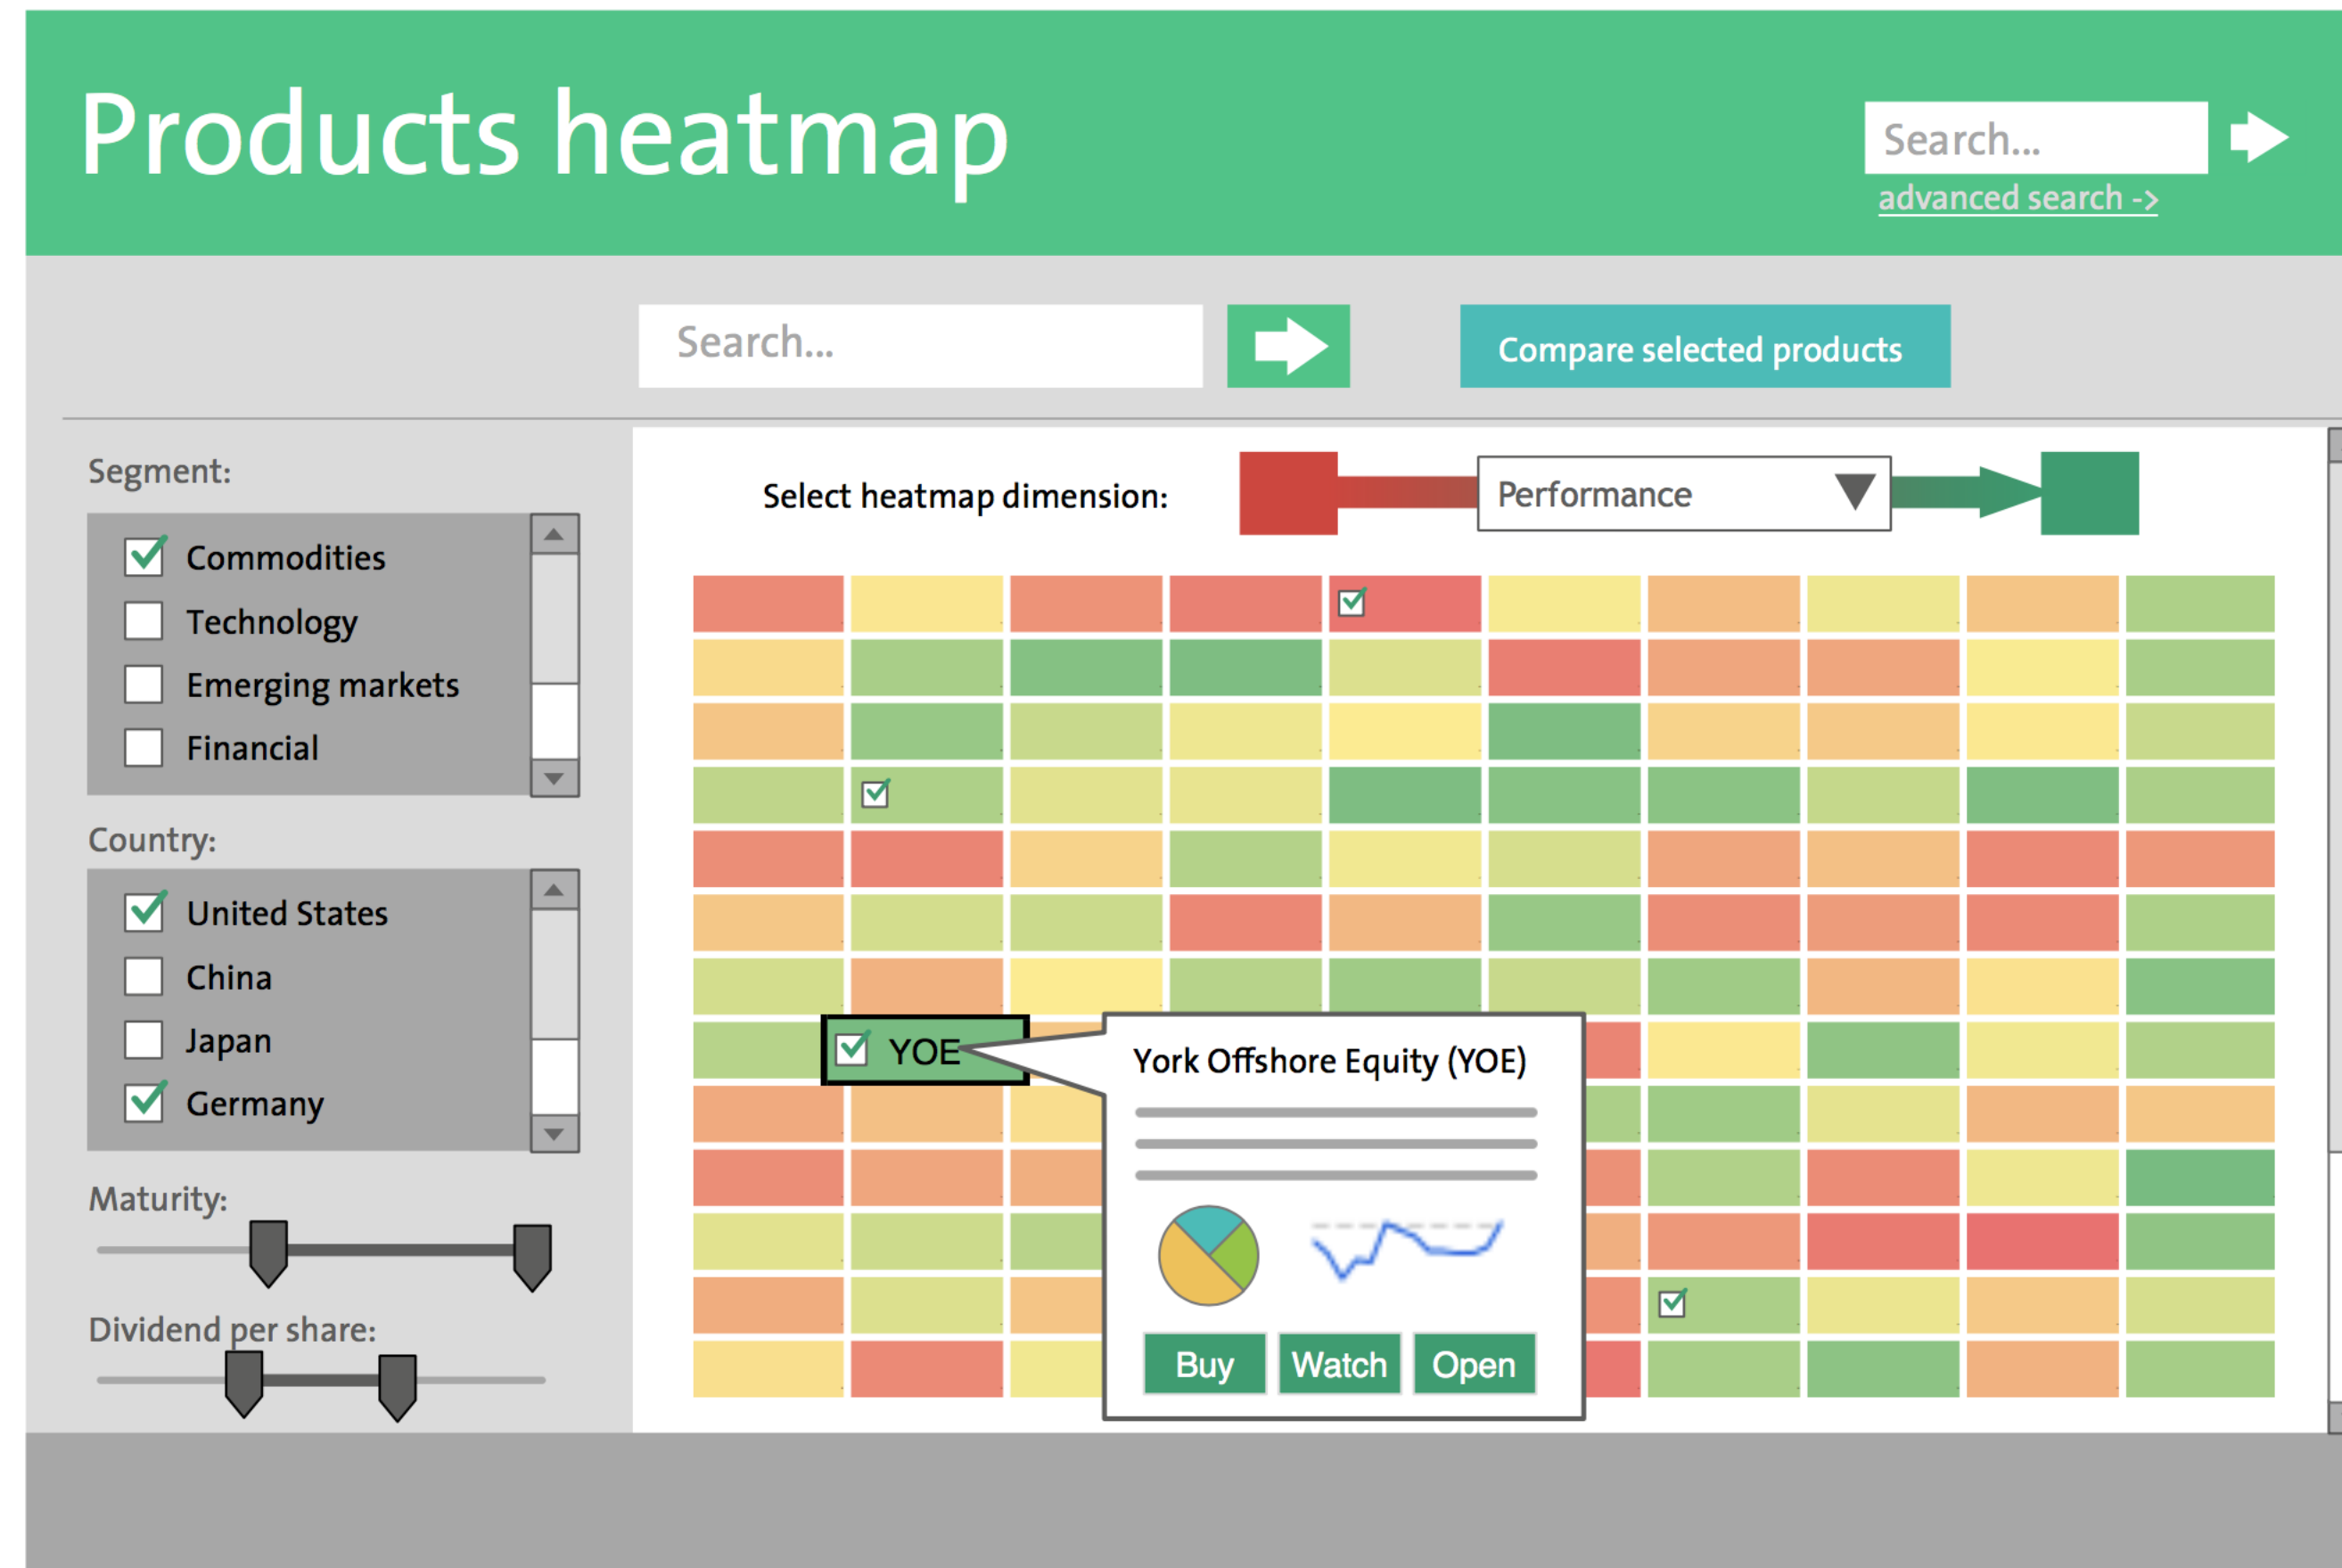 Products heatmap
Search...
advanced search ->
Search...
Compare selected products
Segment:
Commodities
Technology
Emerging markets
Financial
Country:
United States
China
Japan
Germany
Maturity:
Dividend per share:
Select heatmap dimension:
Performance
YOE
York Offshore Equity (YOE)
Buy
Watch
Open